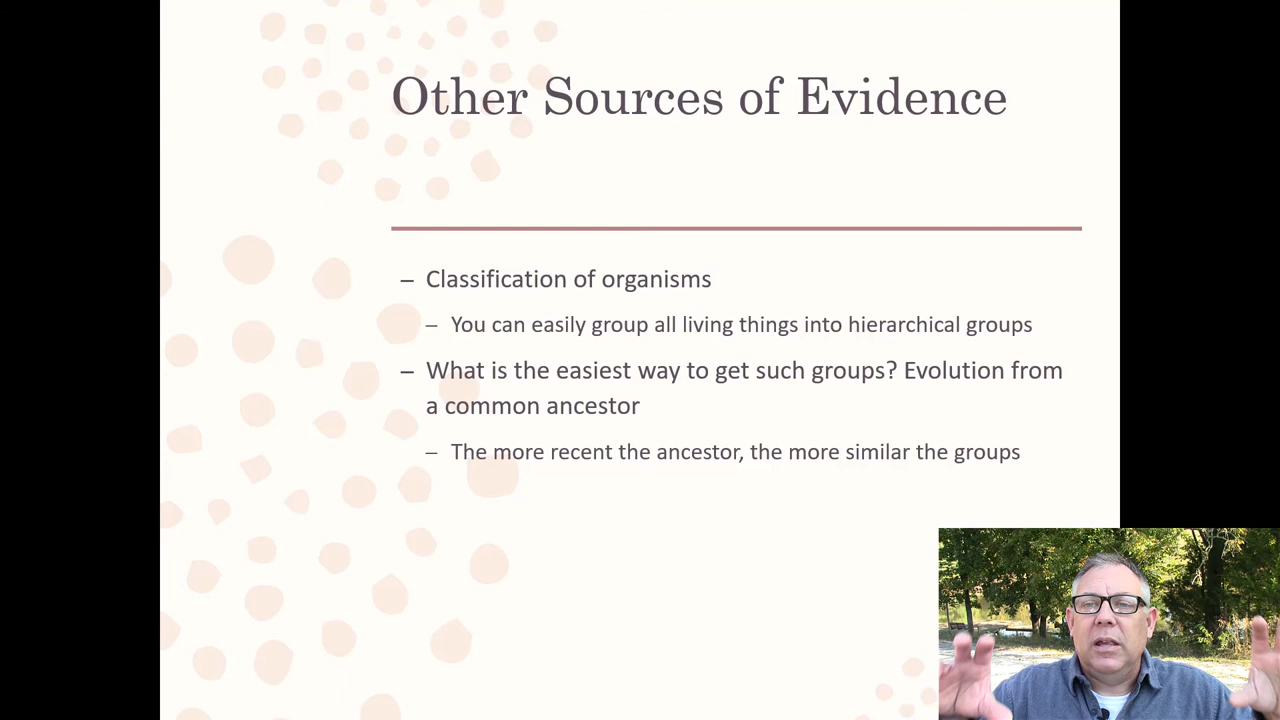 Other Sources of Evidence
– Classification of organisms
– You can easily group all living things into hierarchical groups
– What is the easiest way to get such groups? Evolution from
a common ancestor
– The more recent the ancestor, the more similar the groups